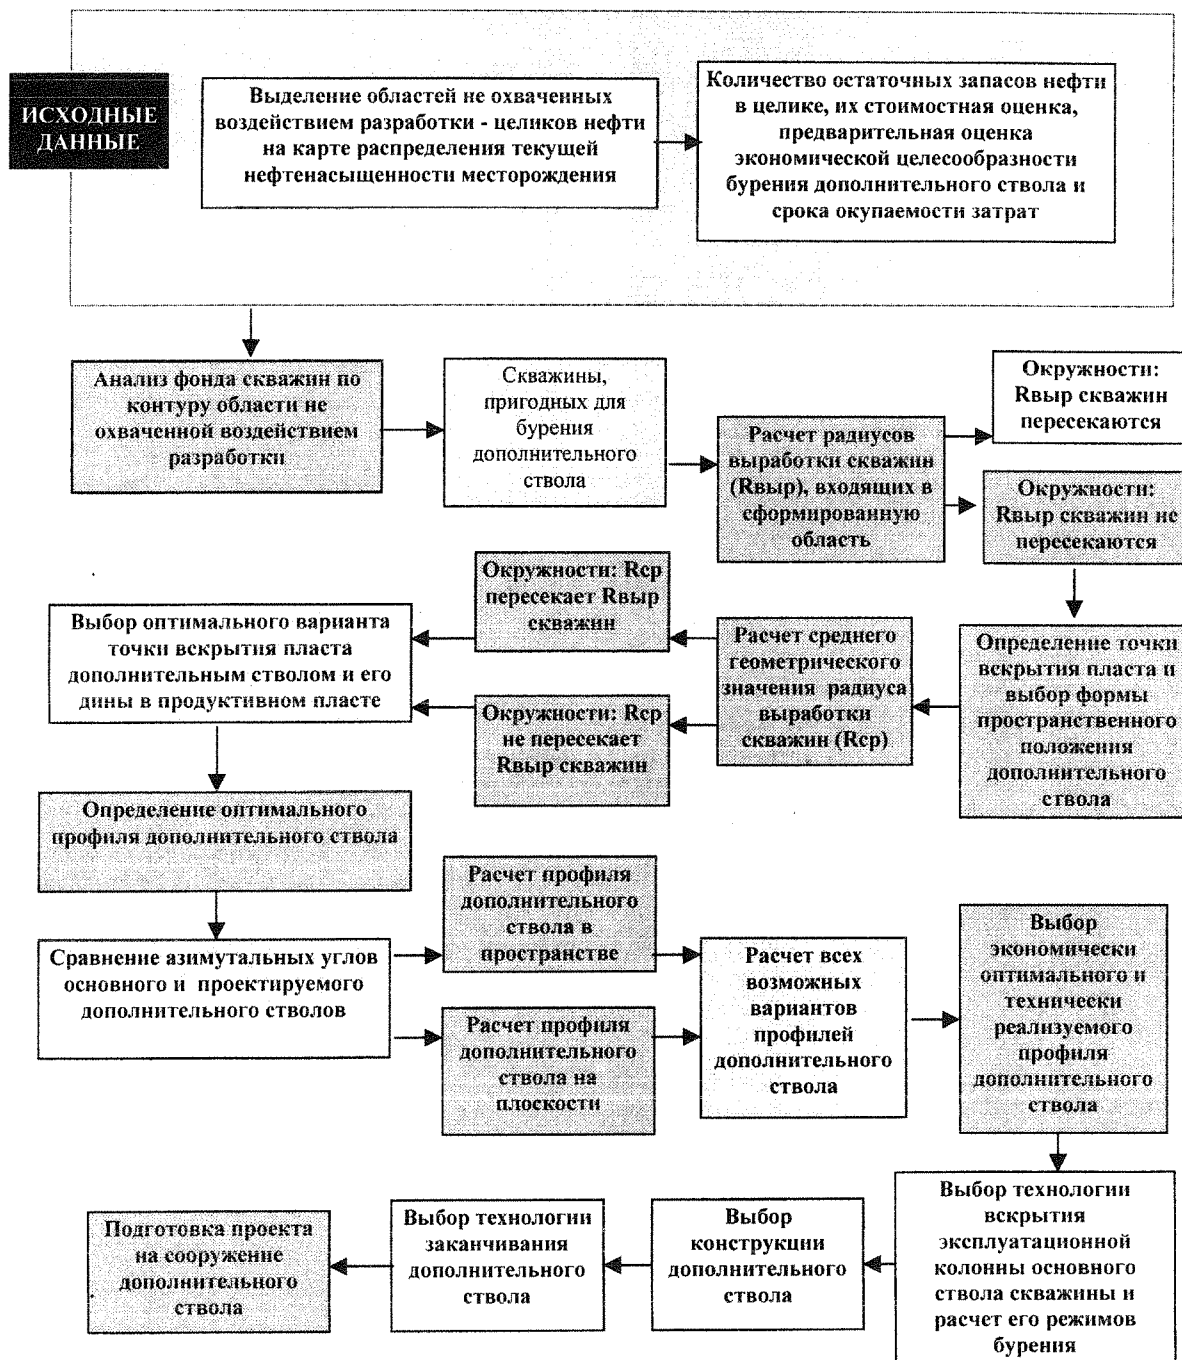 ИСХОДНЫЕ
ДАННЫЕ
Выделение областей не охваченных
воздействием разработки - целиков нефти
на карте распределения текущей
нефтенасыщенности месторождения
Количество остаточных запасов нефти
в целике, их стоимостная оценка,
предварительная оценка
экономической целесообразности
бурения дополнительного ствола и
срока окупаемости затрат
Анализ фонда скважин по
контуру области не
охваченной воздействием
разработки
Скважины,
пригодных для
бурения
дополнительного
ствола
Расчет радиусов
выработки скважин
(Rвыр), входящих в
сформированную
область
Окружности:
Rвыр скважин
пересекаются
Окружности:
Rвыр скважин не
пересекаются
Определение точки
вскрытия пласта и
выбор формы
пространственного
положения
дополнительного
ствола
Расчет среднего
геометрического
значения радиуса
выработки
скважин (Rср)
Окружности: Rср
пересекает Rвыр
скважин
Окружности: Rср
не пересекает
Rвыр скважин
Выбор оптимального варианта
точки вскрытия пласта
дополнительным стволом и его
дины в продуктивном пласте
Определение оптимального
профиля дополнительного ствола
Сравнение азимутальных углов
основного и проектируемого
дополнительного стволов
Расчет профиля
дополнительного
ствола в
пространстве
Расчет профиля
дополнительного
ствола на
плоскости
Расчет всех
возможных
вариантов
профилей
дополнительного
ствола
Выбор
экономически
оптимального и
технически
реализуемого
профиля
дополнительного
ствола
Выбор технологии
вскрытия
эксплуатационной
колонны основного
ствола скважины и
расчет его режимов
бурения
Выбор
конструкции
дополнительного
ствола
Выбор технологии
заканчивания
дополнительного
ствола
Подготовка проекта
на сооружение
дополнительного
ствола